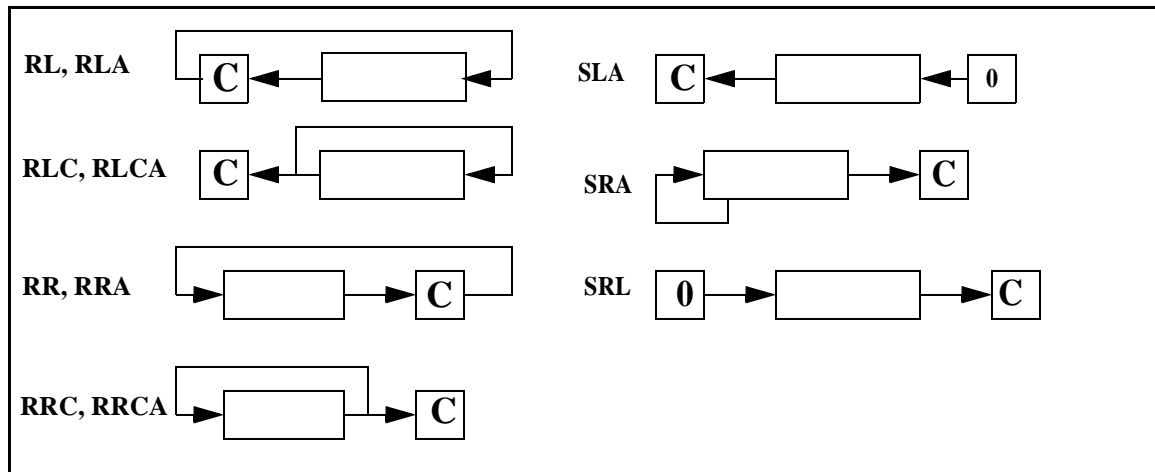 RL, RLA C SLA C 0
RLC, RLCA C SRA C
RR, RRA C SRL 0 C
RRC, RRCA C